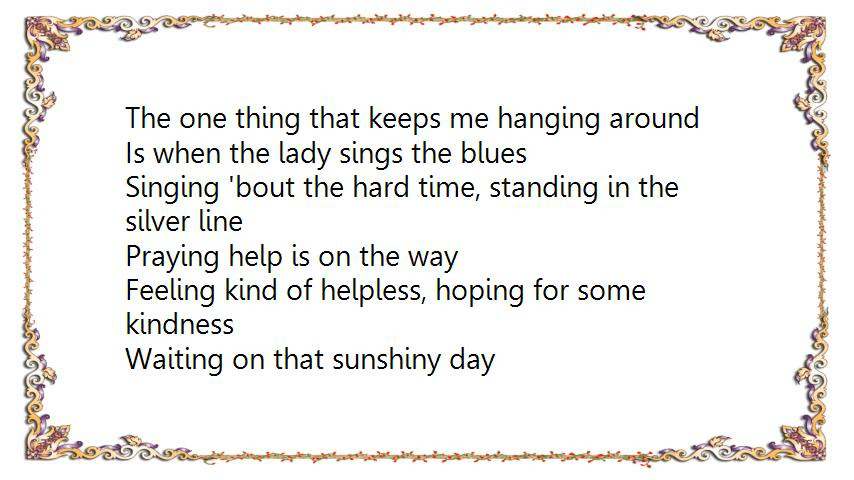 The one thing that keeps me hanging around
Is when the lady sings the blues
Singing 'bout the hard time, standing in the
silver line
Praying help is on the way
Feeling kind of helpless, hoping for some
kindness
Waiting on that sunshiny day